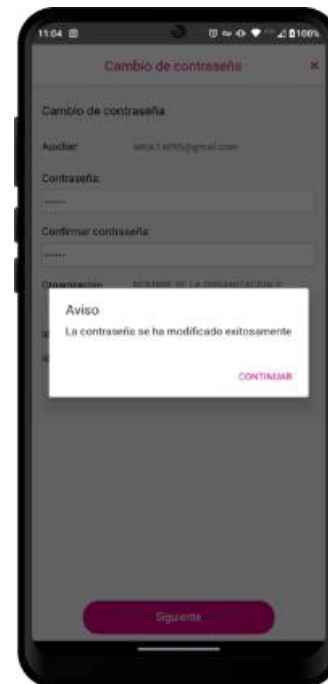 11:04
100%
Cambio de contraseña ×
Cambio de contraseña
Auxiliar:
Contraseña:
······
Confirmar contraseña:
······
Aviso
La contraseña se ha modificado exitosamente
CONTINUAR
Siguiente